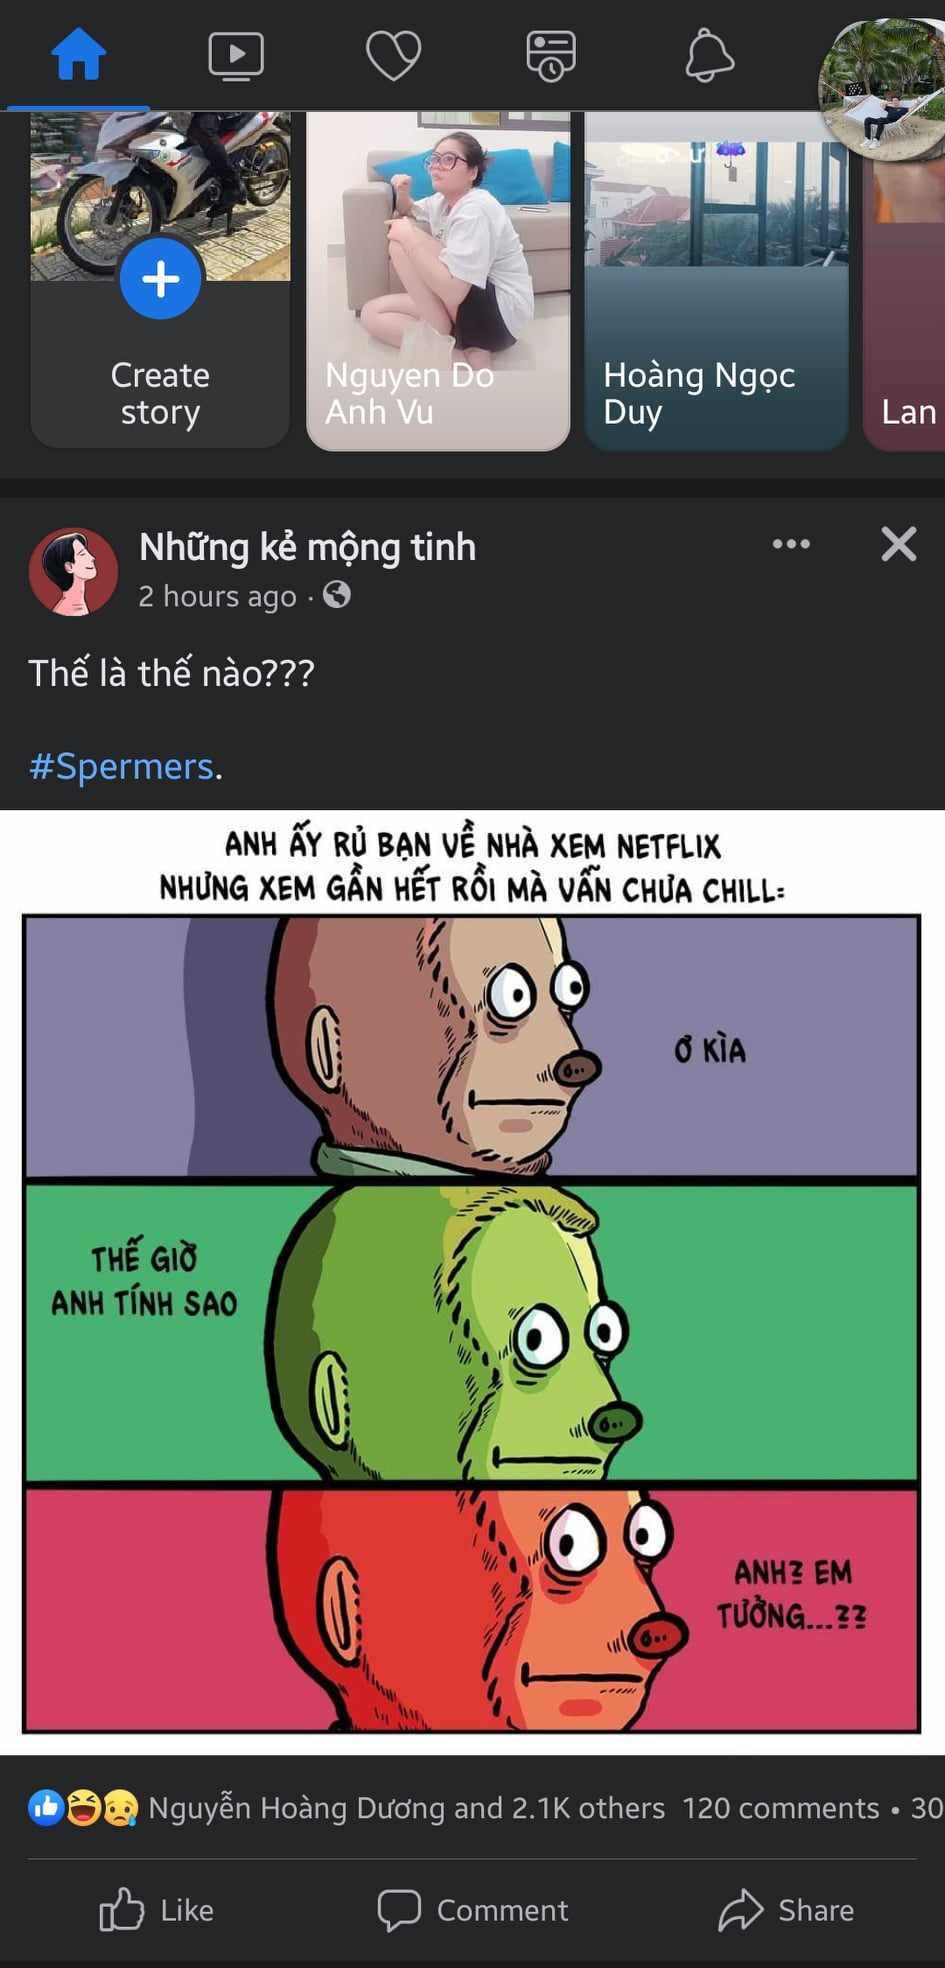 Create
story
Nguyen Do
Anh Vu
Hoàng Ngọc
Duy
Lan
Những kẻ mộng tinh
2 hours ago ·
Thế là thế nào???
#Spermers.
ANH ẤY RỦ BẠN VỀ NHÀ XEM NETFLIX
NHƯNG XEM GẦN HẾT RỒI MÀ VẪN CHƯA CHILL:
Ơ KÌA
THẾ GIỜ
ANH TÍNH SAO
ANH? EM
TƯỞNG...??
Nguyễn Hoàng Dương and 2.1K others 120 comments • 30
Like
Comment
Share